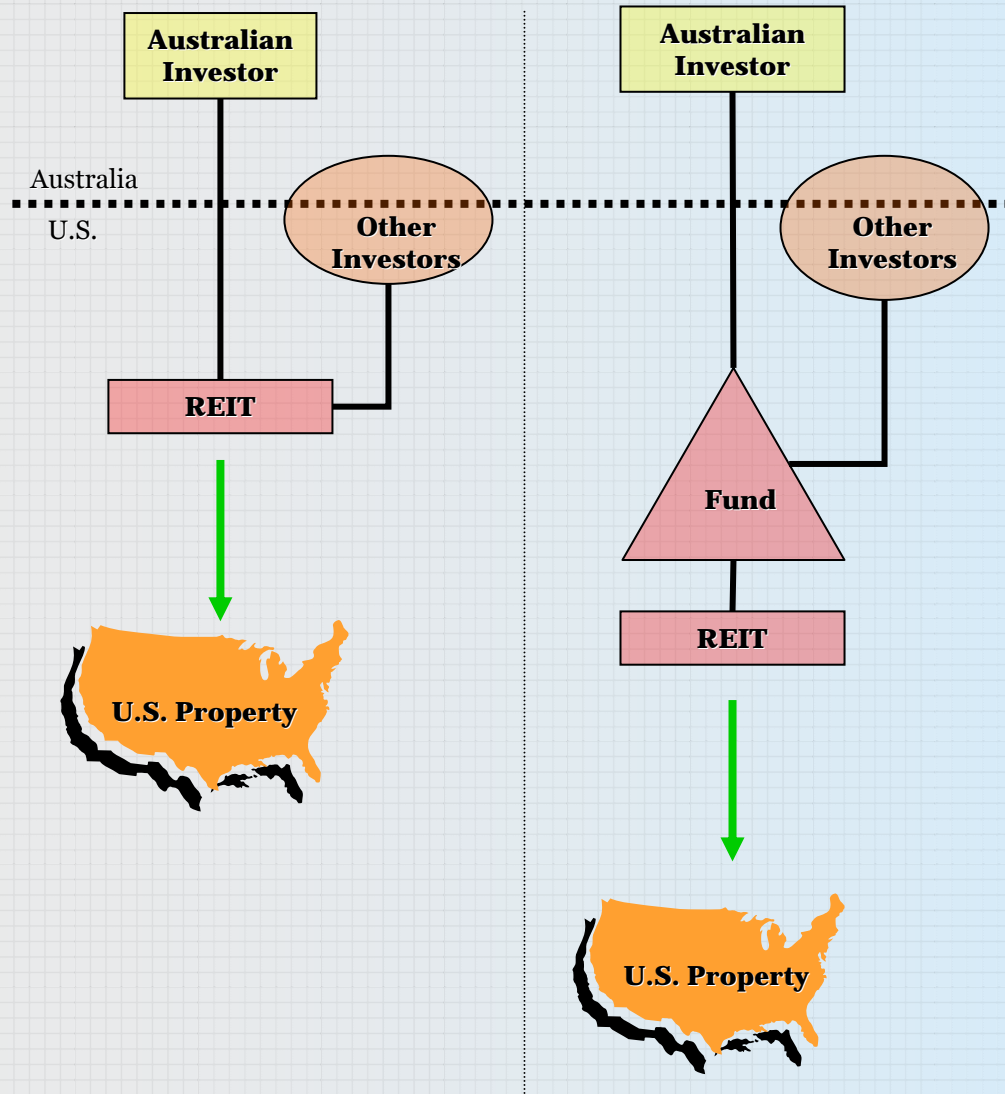 Australian
Investor
Australia
U.S.
Other
Investors
REIT
U.S. Property
Australian
Investor
Other
Investors
Fund
REIT
U.S. Property